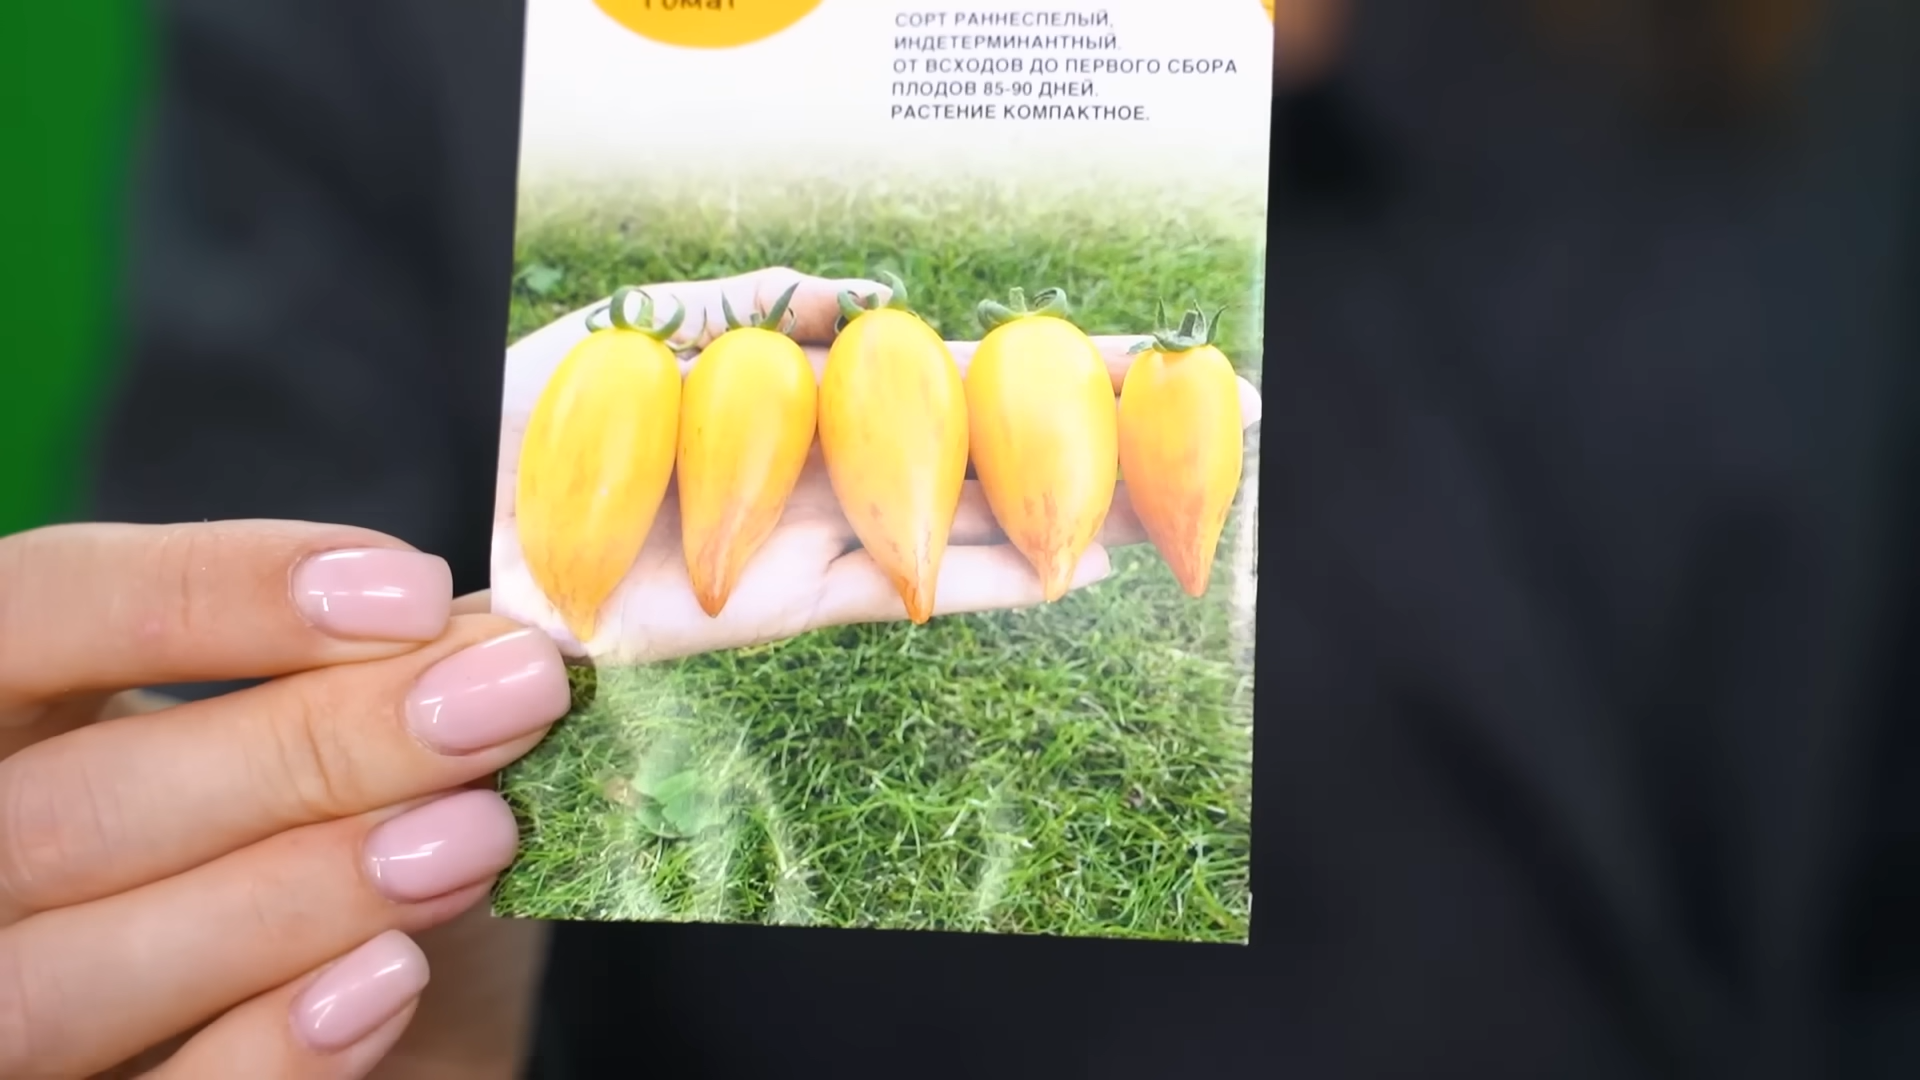 Томат
СОРТ РАННЕСПЕЛЫЙ,
ИНДЕТЕРМИНАНТНЫЙ.
ОТ ВСХОДОВ ДО ПЕРВОГО СБОРА
ПЛОДОВ 85-90 ДНЕЙ.
РАСТЕНИЕ КОМПАКТНОЕ.